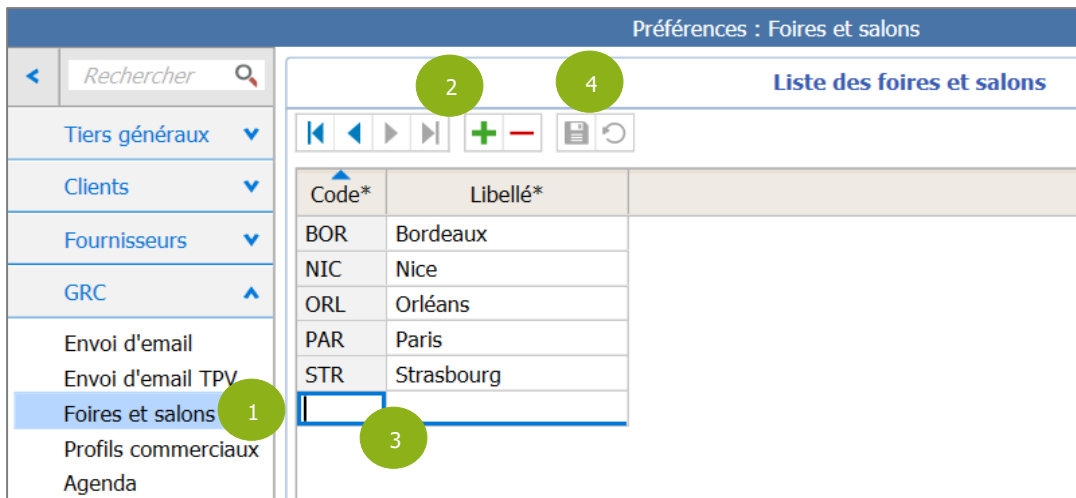 Préférences : Foires et salons
<
Rechercher
2
4
Liste des foires et salons
Tiers généraux
Clients
Fournisseurs
GRC
Envoi d'email
Envoi d'email TPV
Foires et salons
1
Profils commerciaux
Agenda
Code* Libellé*
BOR Bordeaux
NIC Nice
ORL Orléans
PAR Paris
STR Strasbourg
3